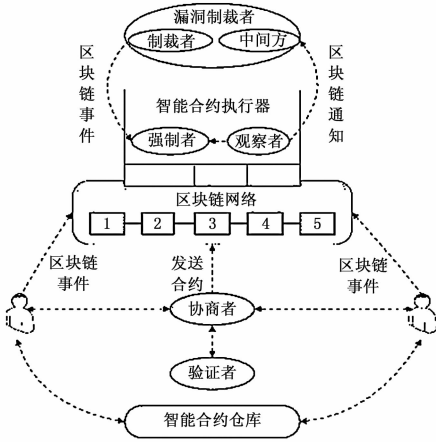 漏洞制裁者
制裁者
中间方
区块链事件
区块链通知
智能合约执行器
强制者
观察者
区块链网络
1
2
3
4
5
区块链
事件
发送
合约
区块链
事件
协商者
验证者
智能合约仓库